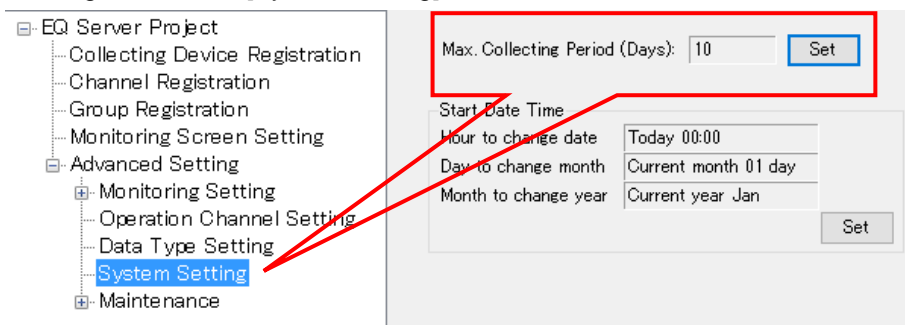 EQ Server Project
Collecting Device Registration
Channel Registration
Group Registration
Monitoring Screen Setting
Advanced Setting
Monitoring Setting
Operation Channel Setting
Data Type Setting
System Setting
Maintenance
Max. Collecting Period (Days): 10 Set
Start Date Time
Hour to change date Today 00:00
Day to change month Current month 01 day
Month to change year Current year Jan
Set